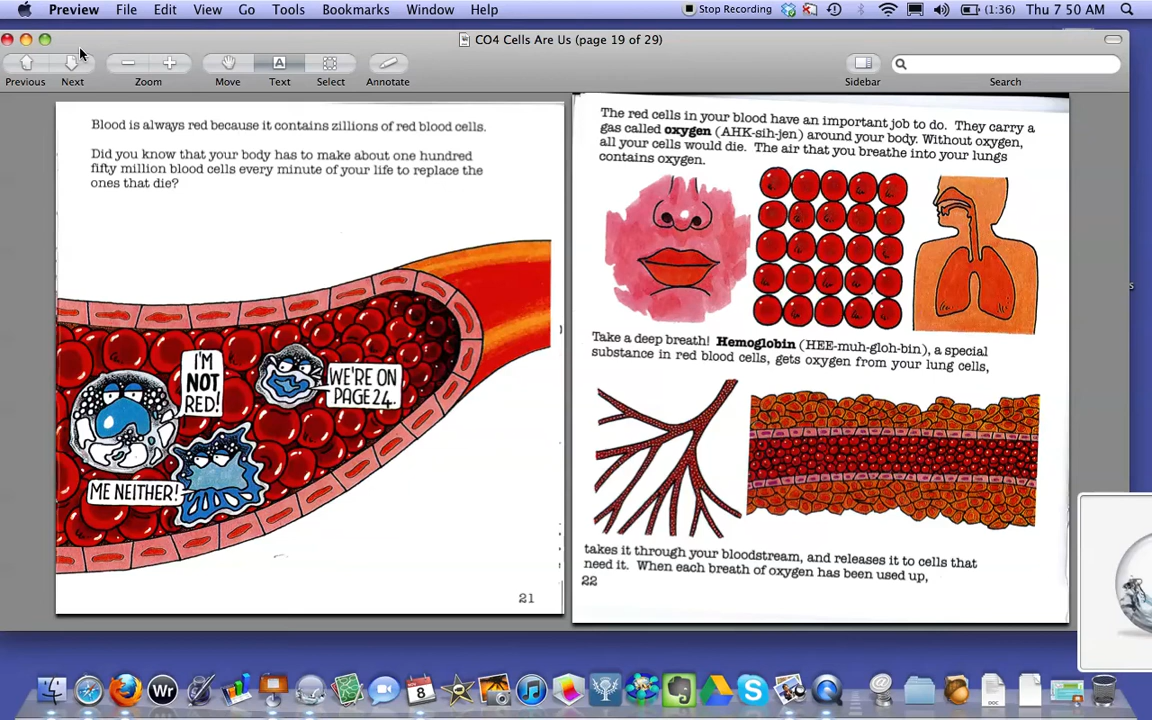 Preview File Edit View Go Tools Bookmarks Window Help Stop Recording (1:36) Thu 7 50 AM
CO4 Cells Are Us (page 19 of 29)
Previous Next Zoom Move Text Select Annotate Sidebar Search
Blood is always red because it contains zillions of red blood cells.
Did you know that your body has to make about one hundred
fifty million blood cells every minute of your life to replace the
ones that die?
I'M
NOT
RED!
WE'RE ON
PAGE 24.
ME NEITHER!
21
The red cells in your blood have an important job to do. They carry a
gas called oxygen (AHK-sih-jen) around your body. Without oxygen,
all your cells would die. The air that you breathe into your lungs
contains oxygen.
Take a deep breath! Hemoglobin (HEE-muh-gloh-bin), a special
substance in red blood cells, gets oxygen from your lung cells,
takes it through your bloodstream, and releases it to cells that
need it. When each breath of oxygen has been used up,
22
Wr
NOV
8
DOC